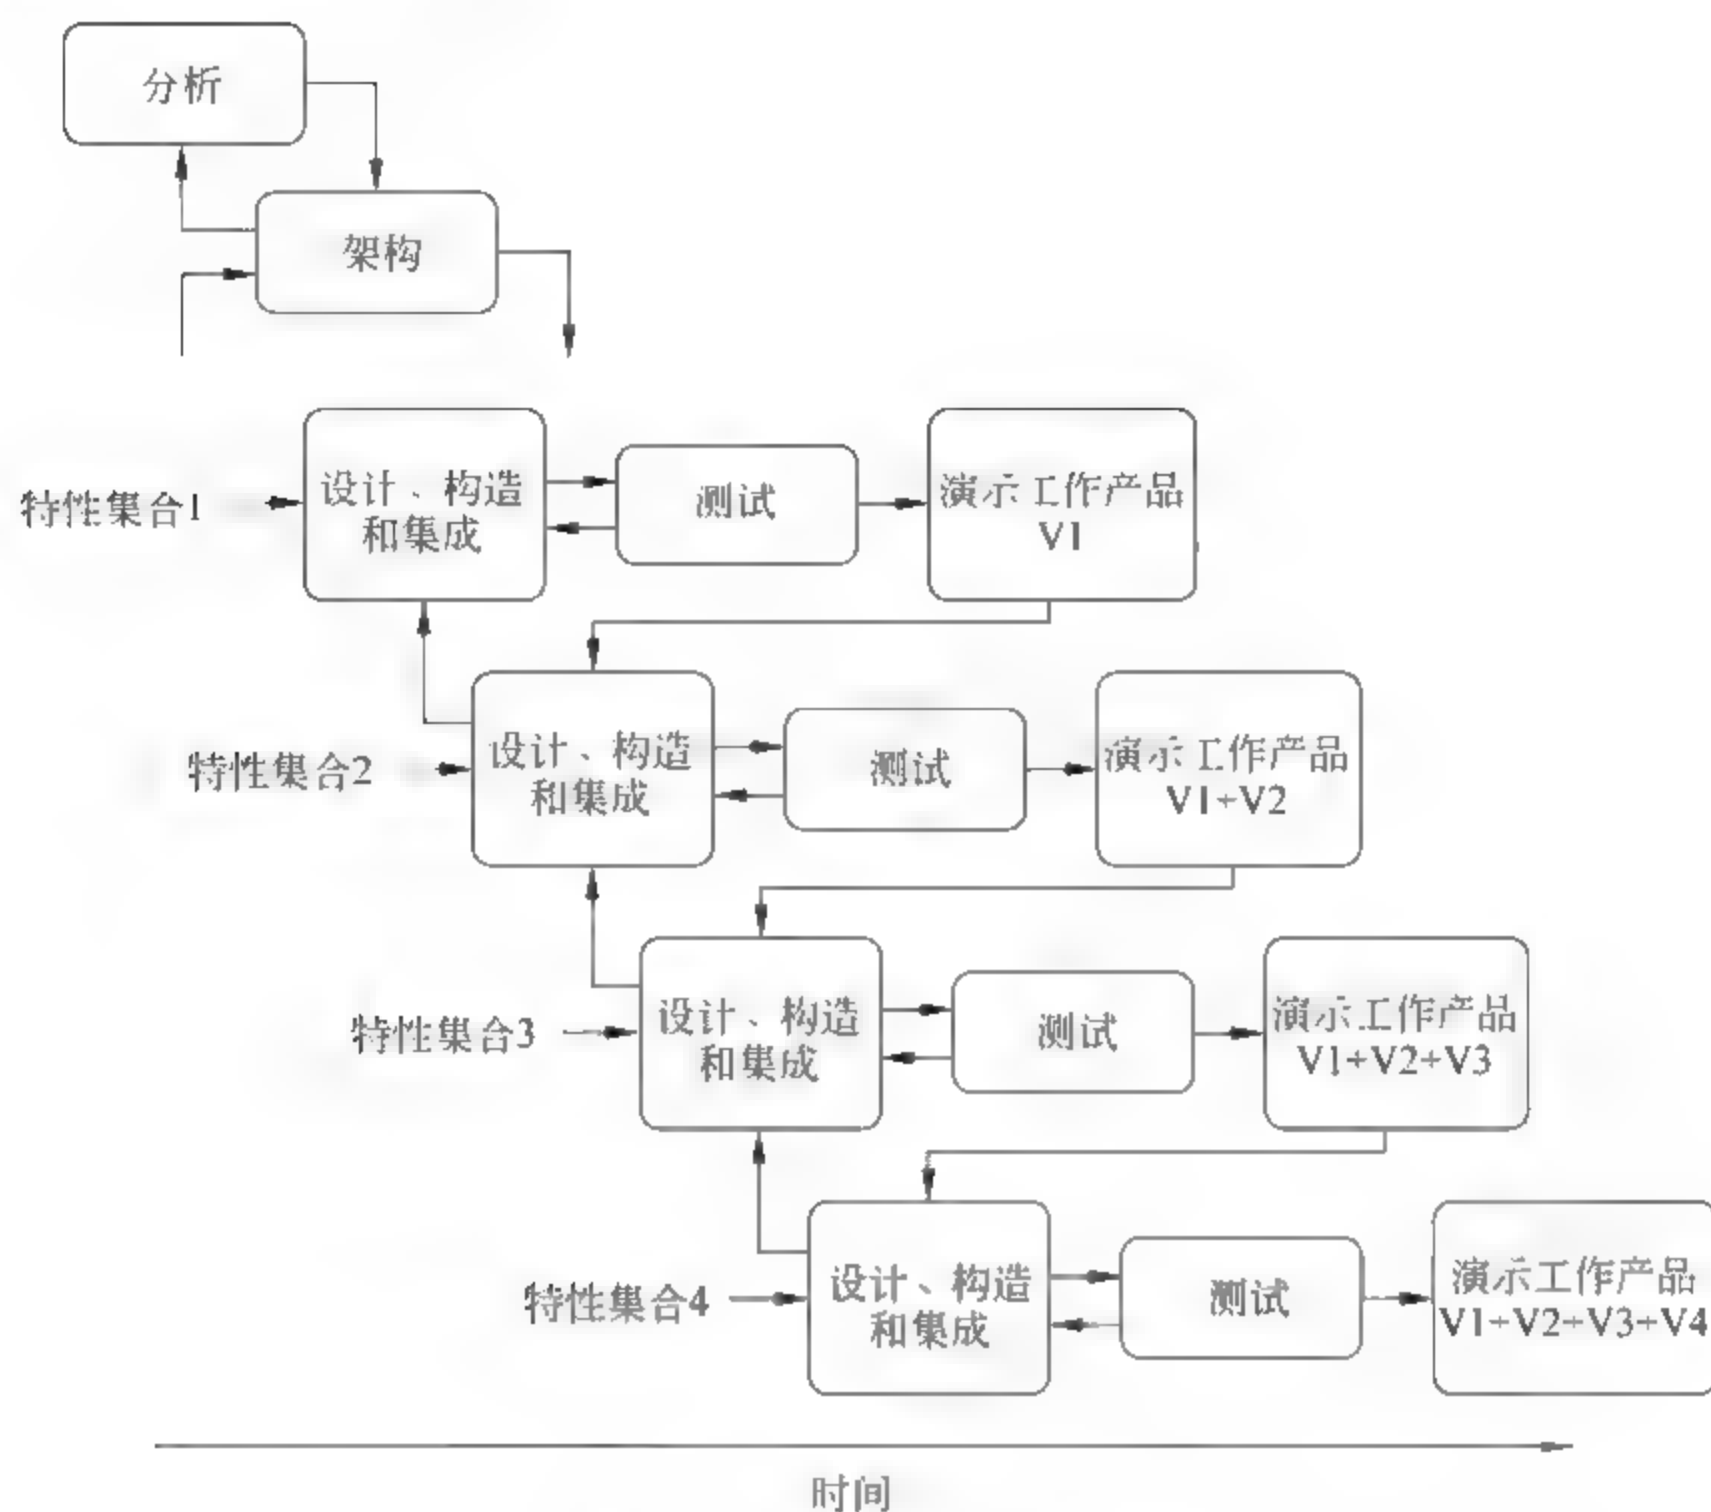 分析
架构
特性集合1
设计、构造
和集成
测试
演示工作产品
V1
特性集合2
设计、构造
和集成
测试
演示工作产品
V1+V2
特性集合3
设计、构造
和集成
测试
演示工作产品
V1+V2+V3
特性集合4
设计、构造
和集成
测试
演示工作产品
V1+V2+V3+V4
时间